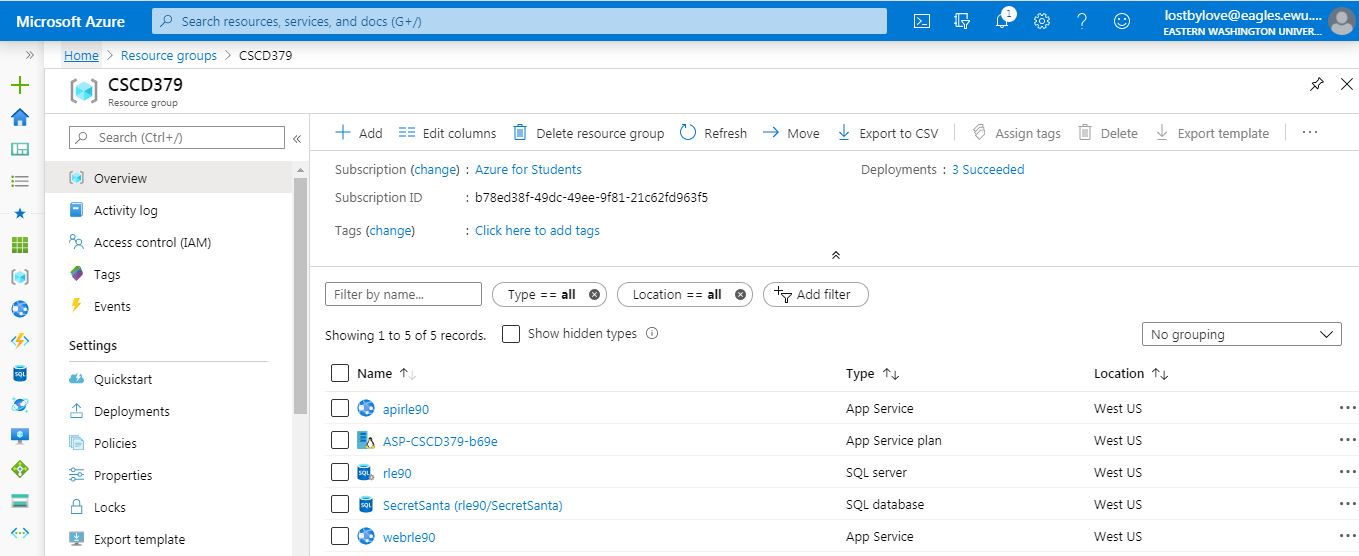 Microsoft Azure
Search resources, services, and docs (G+/)
1
lostbylove@eagles.ewu....
EASTERN WASHINGTON UNIVER...
Home > Resource groups > CSCD379
CSCD379
Resource group
Search (Ctrl+/)
Add
Edit columns
Delete resource group
Refresh
Move
Export to CSV
Assign tags
Delete
Export template
Overview
Activity log
Access control (IAM)
Tags
Events
Settings
Quickstart
Deployments
Policies
Properties
Locks
Export template
Subscription (change) : Azure for Students
Deployments : 3 Succeeded
Subscription ID : b78ed38f-49dc-49ee-9f81-21c62fd963f5
Tags (change) : Click here to add tags
Filter by name...
Type == all
Location == all
Add filter
Showing 1 to 5 of 5 records.
Show hidden types
No grouping
Name Type Location
apirle90 App Service West US
ASP-CSCD379-b69e App Service plan West US
SQL rle90 SQL server West US
SQL SecretSanta (rle90/SecretSanta) SQL database West US
webrle90 App Service West US
SQL